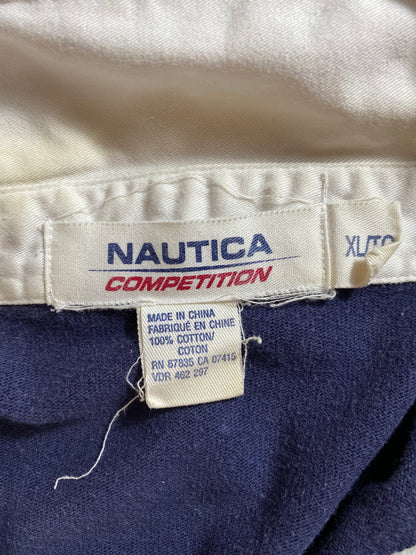 NAUTICA
COMPETITION
XL/TG
MADE IN CHINA
FABRIQUÉ EN CHINE
100% COTTON/
COTON
RN 67835 CA 07415
VDR 462 297